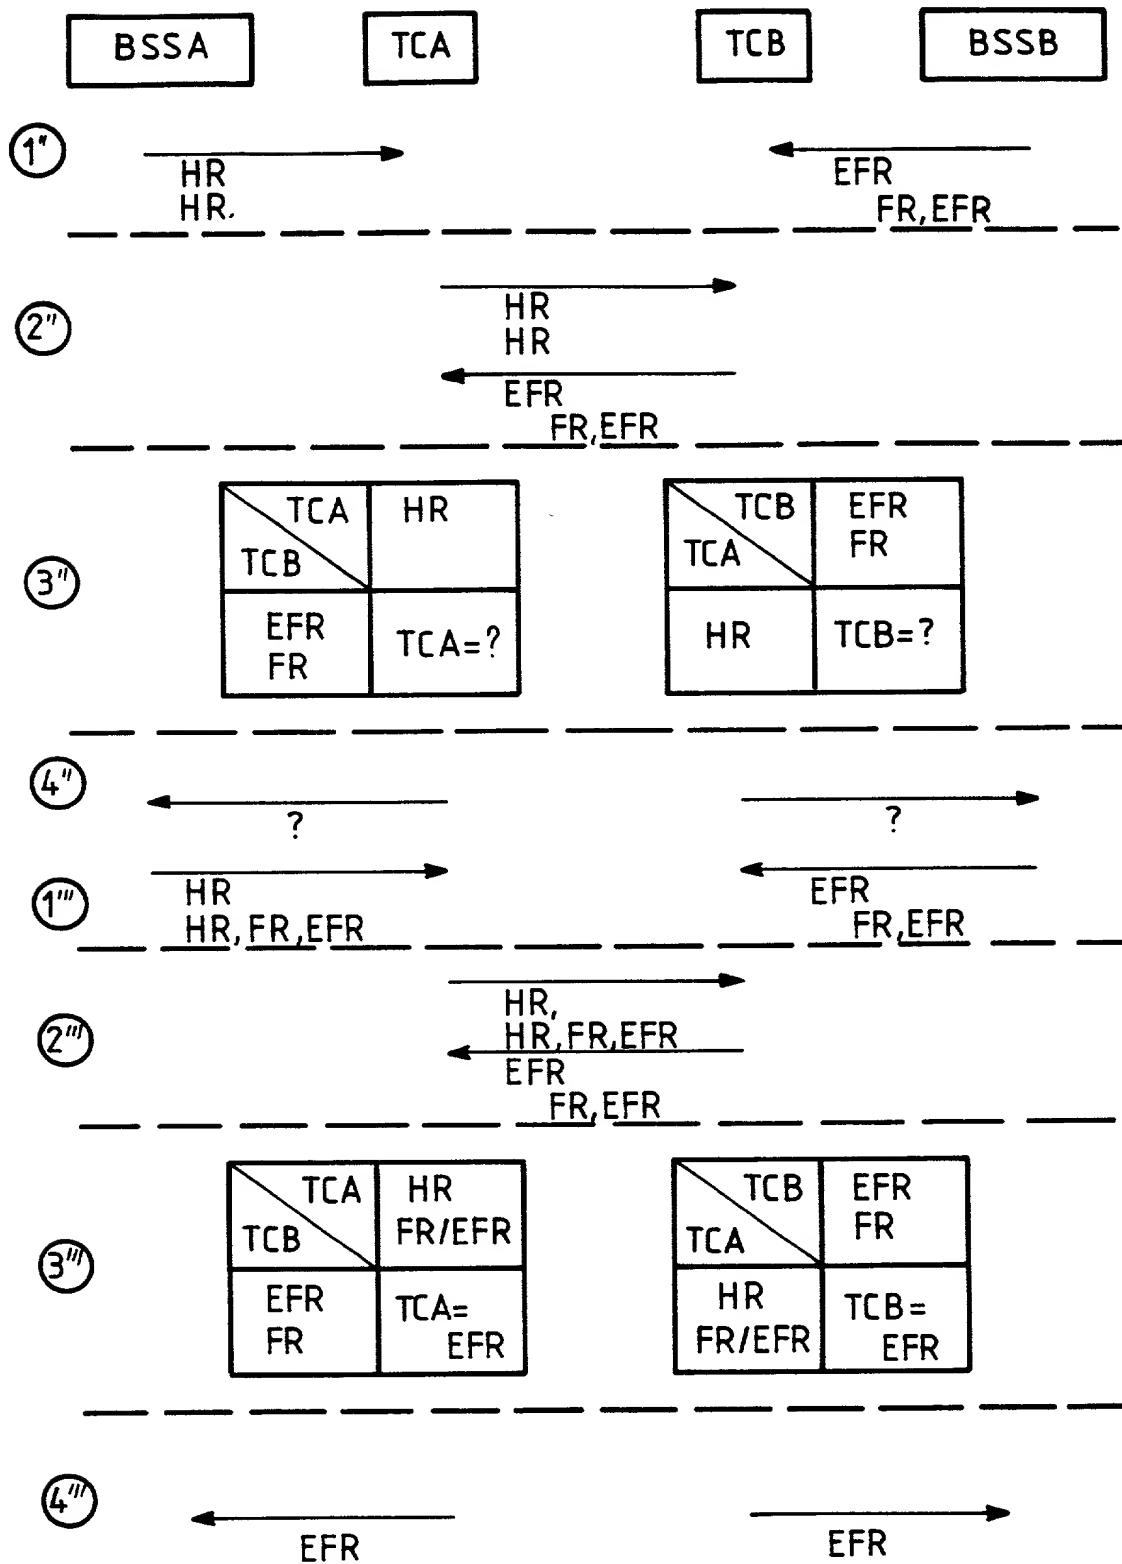 BSSA TCA TCB BSSB
1"
HR
HR.
EFR
FR,EFR
2"
HR
HR
EFR
FR,EFR
3"
TCA HR
TCB
EFR
FR
TCA=?
TCB EFR
FR
TCA
HR TCB=?
4"
?
?
1'''
HR
HR,FR,EFR
EFR
FR,EFR
2'''
HR,
HR,FR,EFR
EFR
FR,EFR
3'''
TCA HR
TCB FR/EFR
EFR TCA=
FR EFR
TCB EFR
TCA FR
HR TCB=
FR/EFR EFR
4'''
EFR
EFR